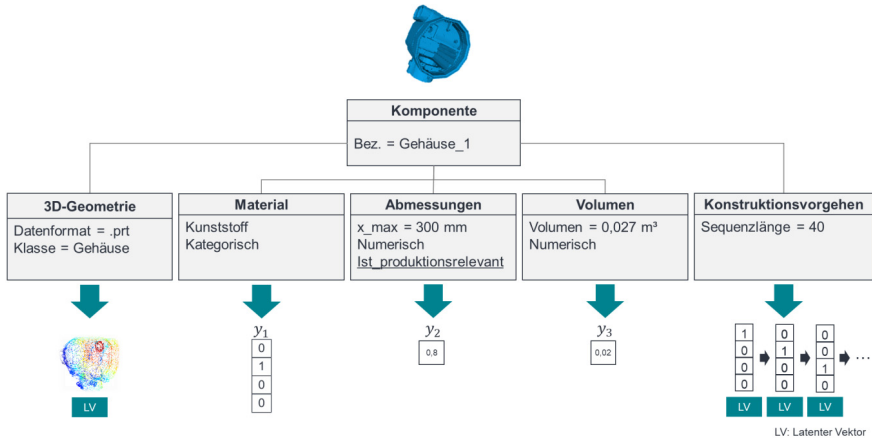 Komponente
Bez. = Gehäuse_1
3D-Geometrie
Datenformat = .prt
Klasse = Gehäuse
Material
Kunststoff
Kategorisch
Abmessungen
x_max = 300 mm
Numerisch
Ist_produktionsrelevant
Volumen
Volumen = 0,027 m³
Numerisch
Konstruktionsvorgehen
Sequenzlänge = 40
LV
y₁
0
1
0
0
y₂
0,8
y₃
0,02
1 0 0
0 1 0
0 0 1
0 0 0
...
LV LV LV
LV: Latenter Vektor